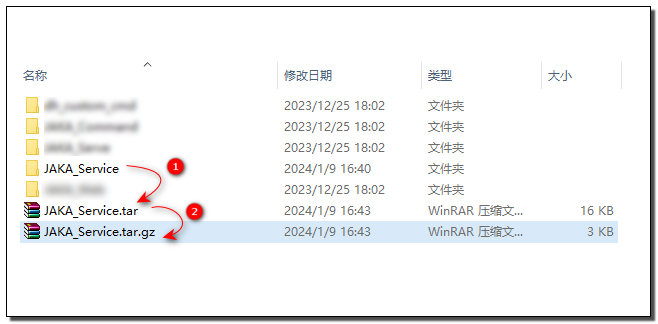 名称 修改日期 类型 大小
2023/12/25 18:02 文件夹
2023/12/25 18:02 文件夹
2023/12/25 18:02 文件夹
JAKA_Service 1 2024/1/9 16:40 文件夹
2023/12/25 18:02 文件夹
JAKA_Service.tar 2 2024/1/9 16:43 WinRAR 压缩文... 16 KB
JAKA_Service.tar.gz 2024/1/9 16:43 WinRAR 压缩文... 3 KB